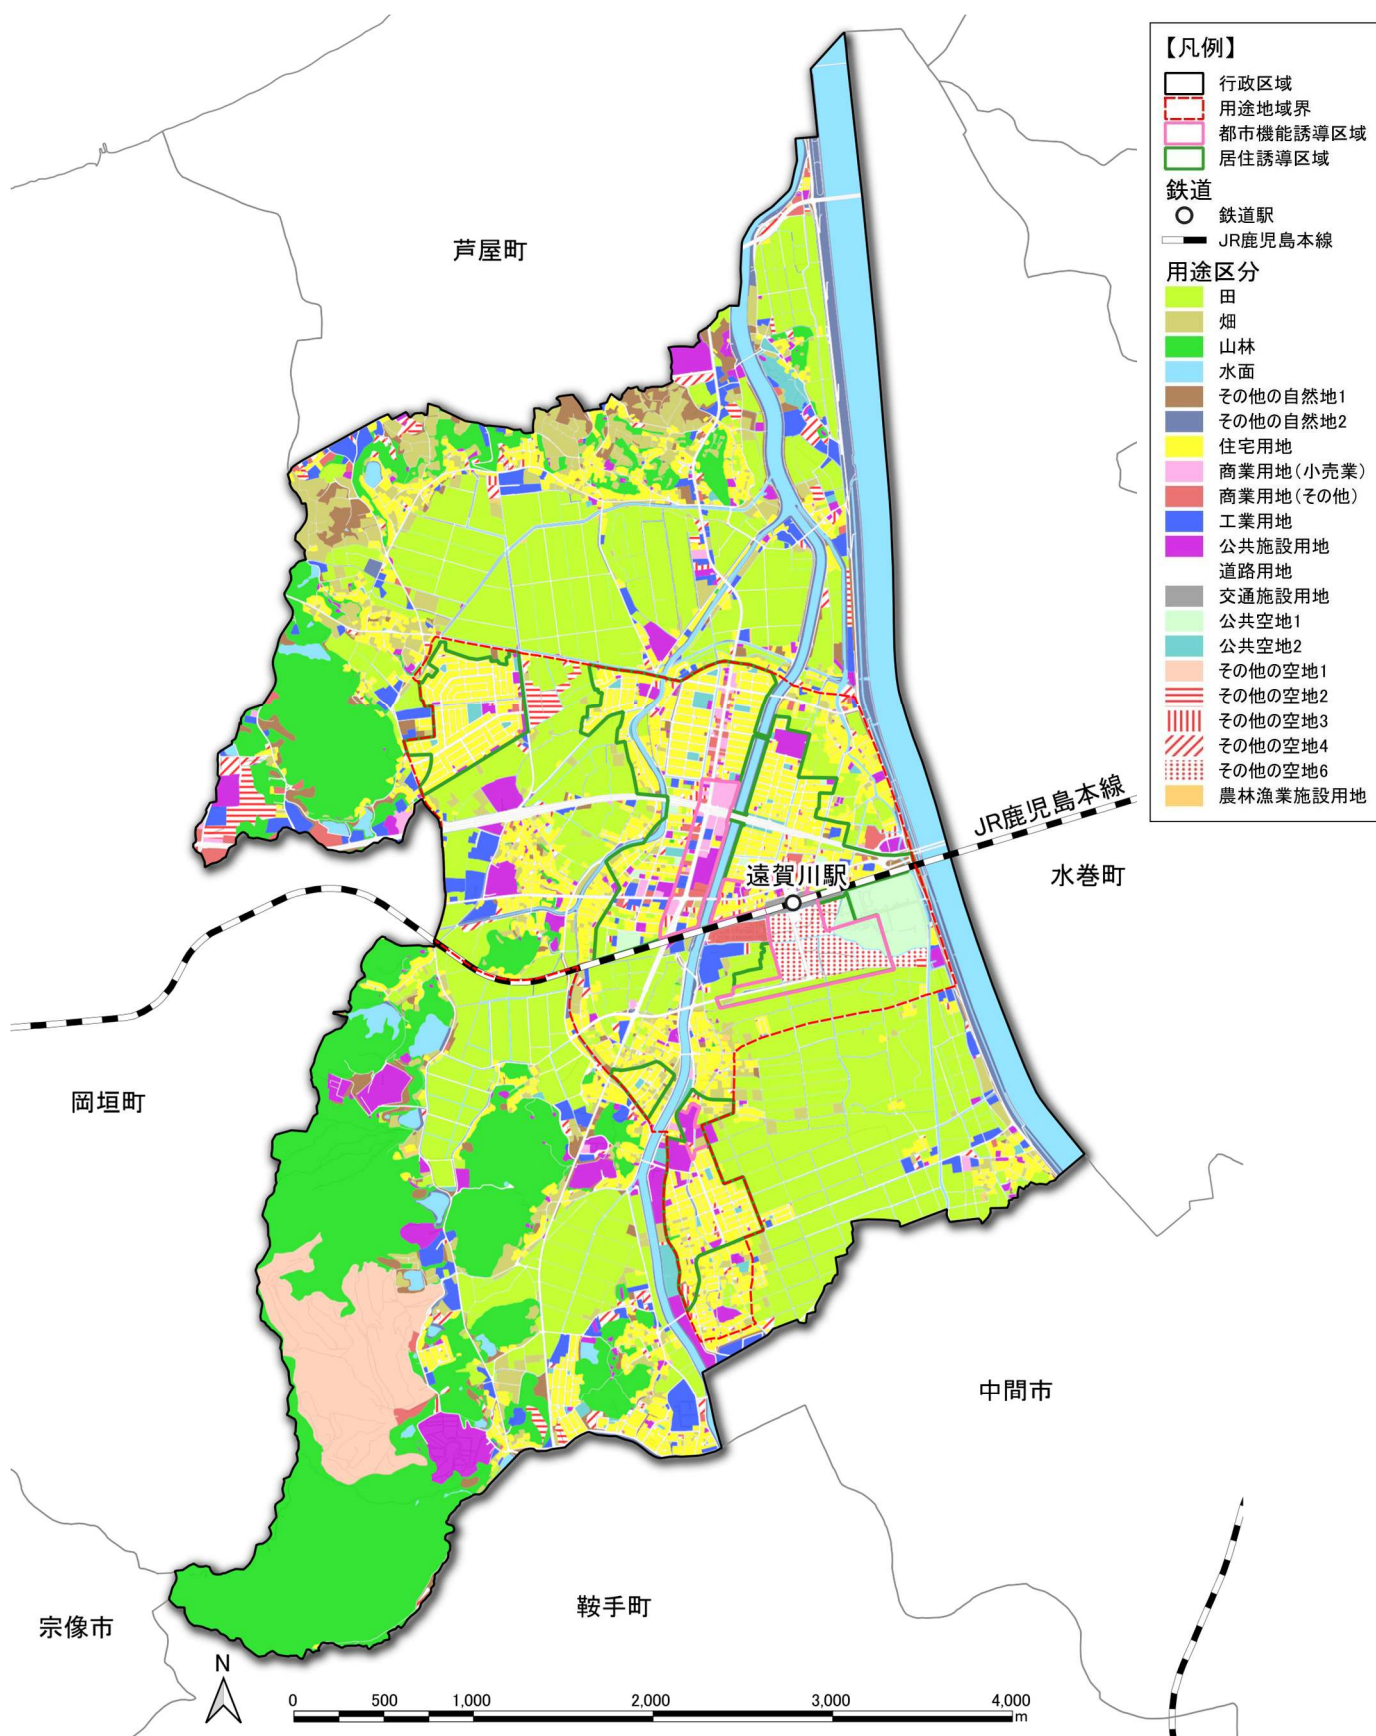 【凡例】
行政区域
用途地域界
都市機能誘導区域
居住誘導区域
鉄道
鉄道駅
JR鹿児島本線
用途区分
田
畑
山林
水面
その他の自然地1
その他の自然地2
住宅用地
商業用地(小売業)
商業用地(その他)
工業用地
公共施設用地
道路用地
交通施設用地
公共空地1
公共空地2
その他の空地1
その他の空地2
その他の空地3
その他の空地4
その他の空地6
農林漁業施設用地
芦屋町
JR鹿児島本線
遠賀川駅
水巻町
岡垣町
中間市
鞍手町
宗像市
N
0 500 1,000 2,000 3,000 4,000
m